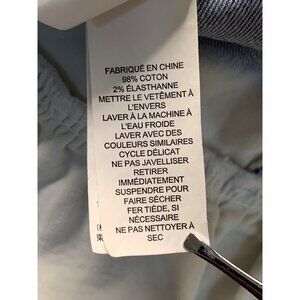 FABRIQUÉ EN CHINE
98% COTON
2% ÉLASTHANNE
METTRE LE VETÊMENT À
L'ENVERS
LAVER À LA MACHINE À
L'EAU FROIDE
LAVER AVEC DES
COULEURS SIMILAIRES
CYCLE DÉLICAT
NE PAS JAVELLISER
RETIRER
IMMÉDIATEMENT
SUSPENDRE POUR
FAIRE SÉCHER
FER TIÈDE, SI
NÉCESSAIRE
NE PAS NETTOYER À
SEC